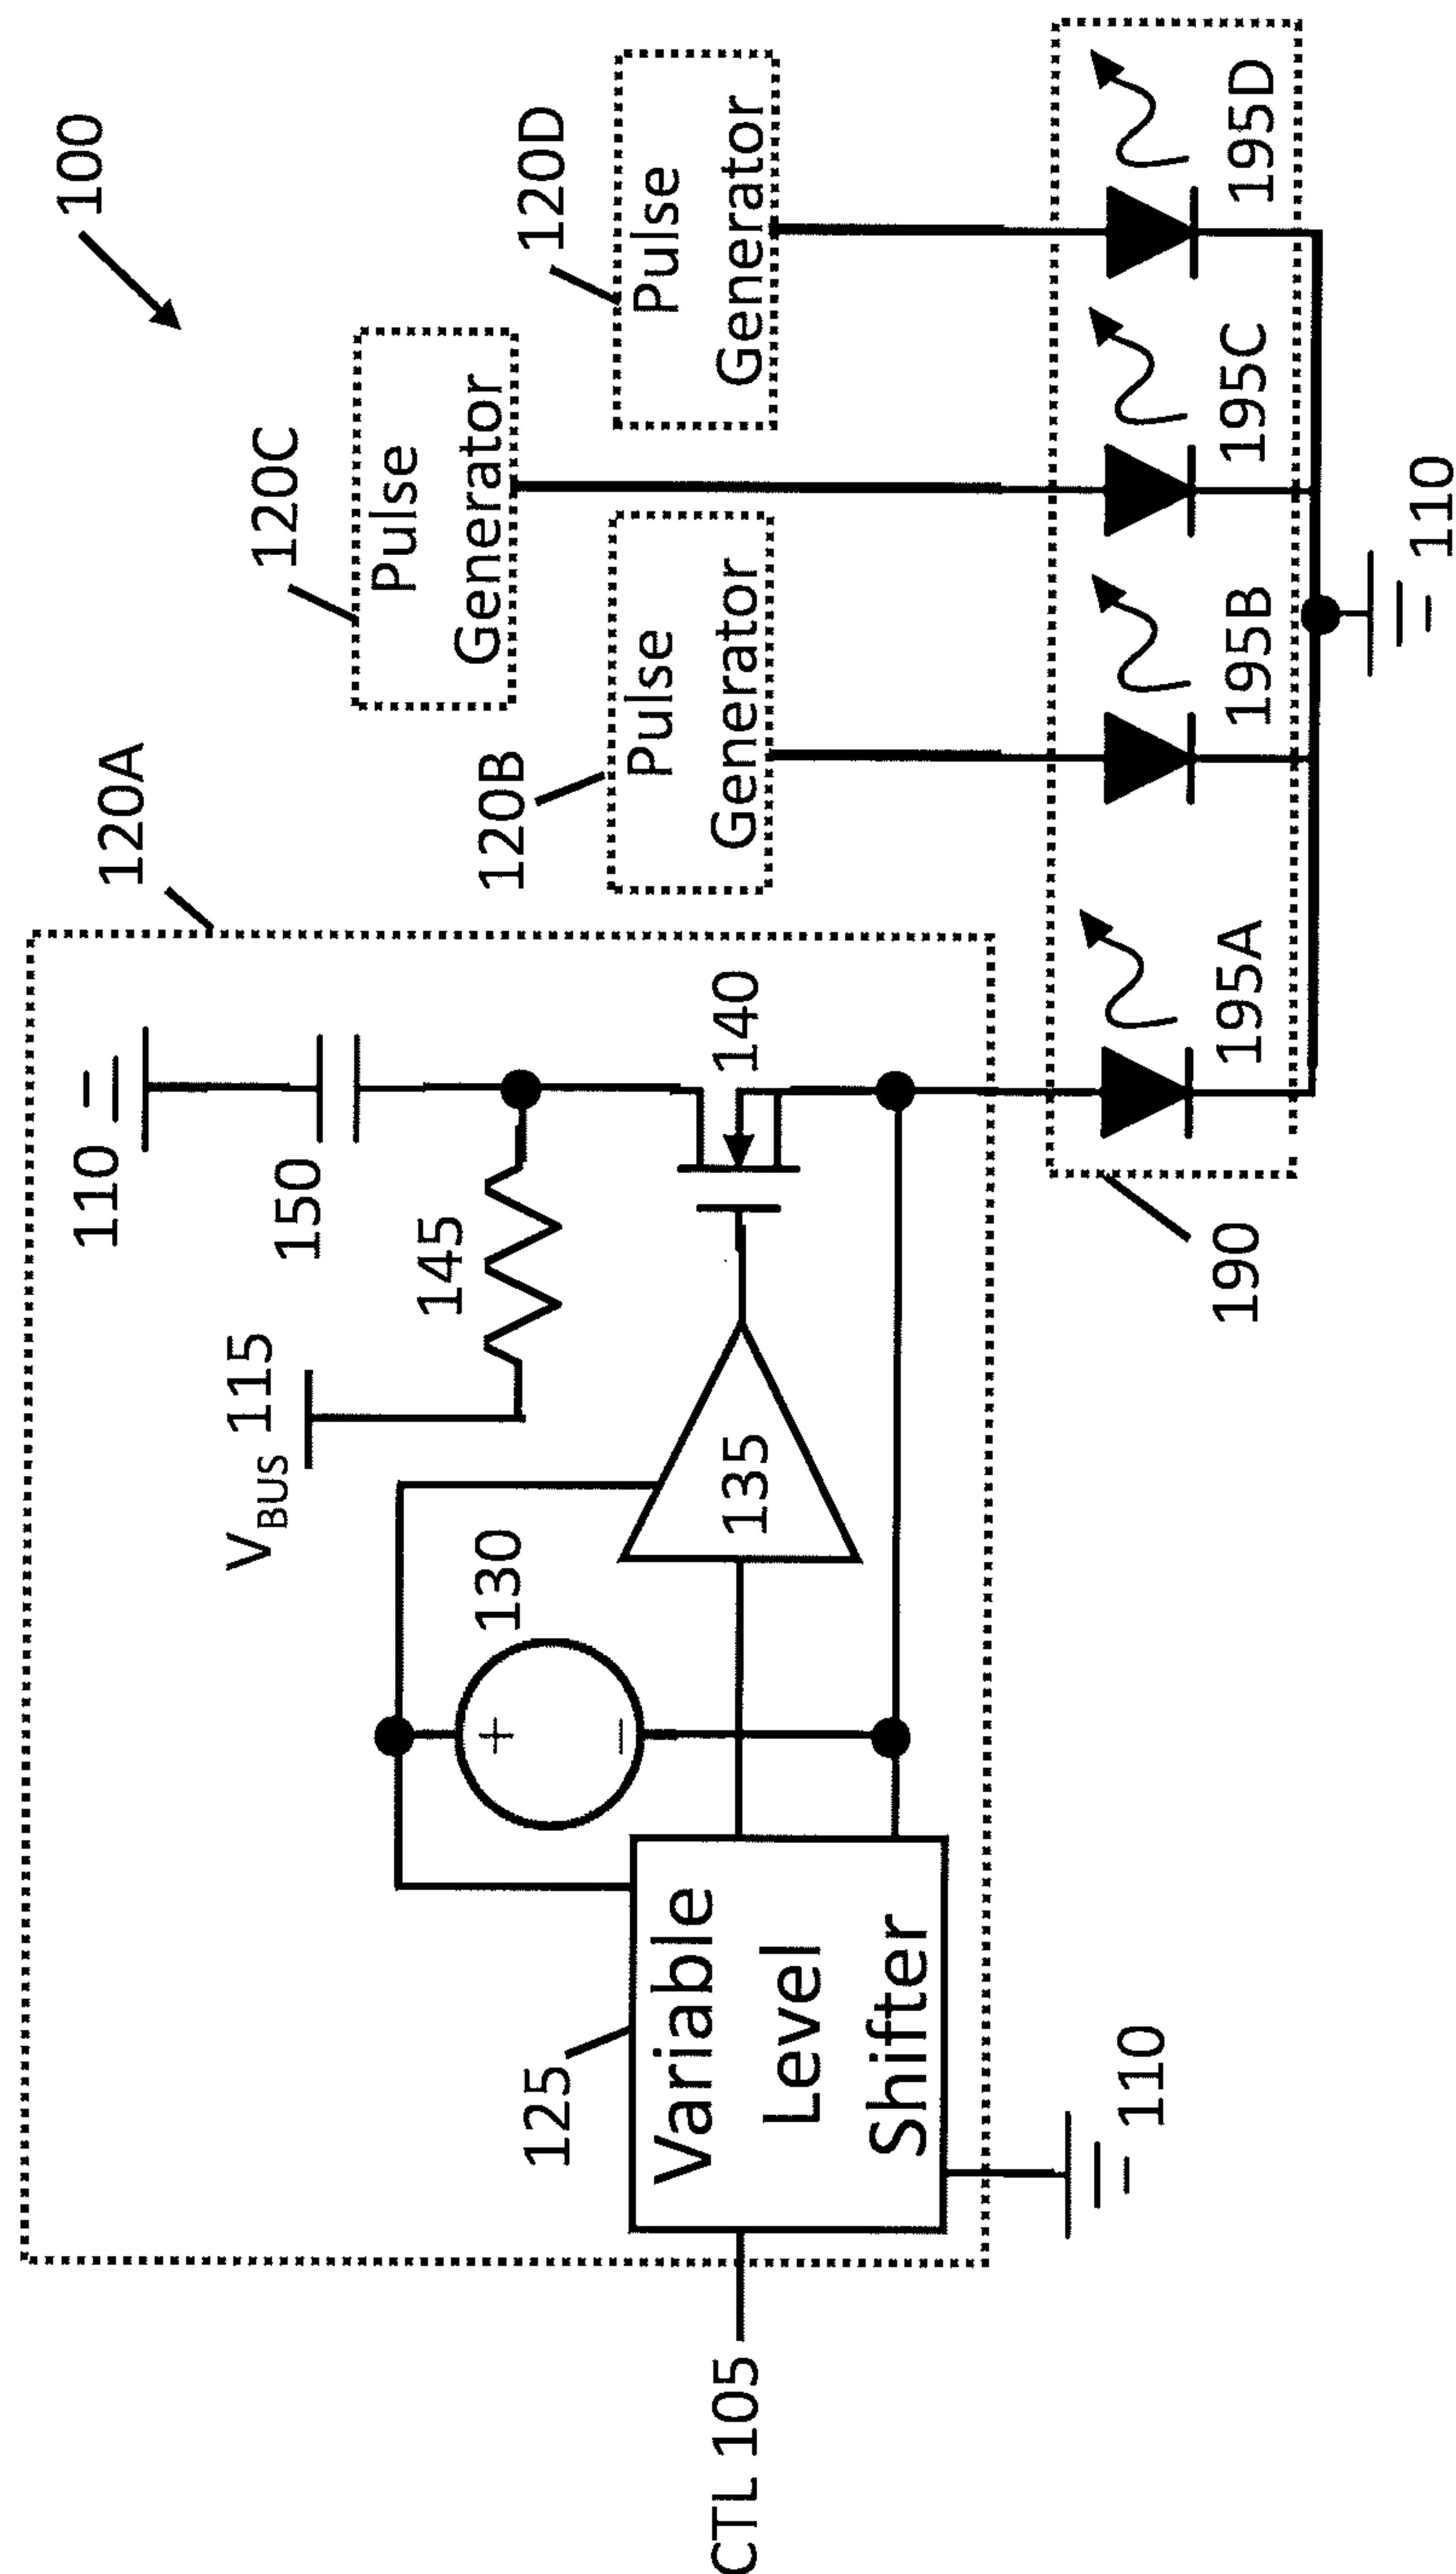 100
120A
120C
120D
120B
Pulse
Generator
Pulse
Generator
Pulse
Generator
110
150
145
VBUS 115
130
+
−
135
140
125
Variable
Level
Shifter
CTL 105
110
190
195A
195B
195C
195D
110